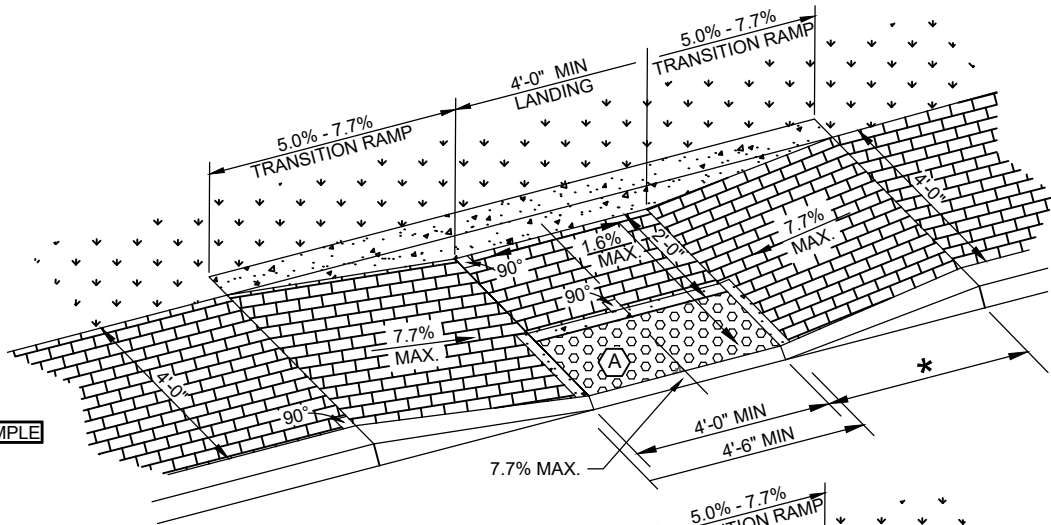 5.0% - 7.7%
TRANSITION RAMP
4'-0" MIN
LANDING
5.0% - 7.7%
TRANSITION RAMP
4'-0"
7.7%
MAX.
1.6%
MAX.
2'-0"
90°
90°
7.7%
MAX.
A
*
4'-0"
90°
4'-0" MIN
4'-6" MIN
7.7% MAX.
5.0% - 7.7%